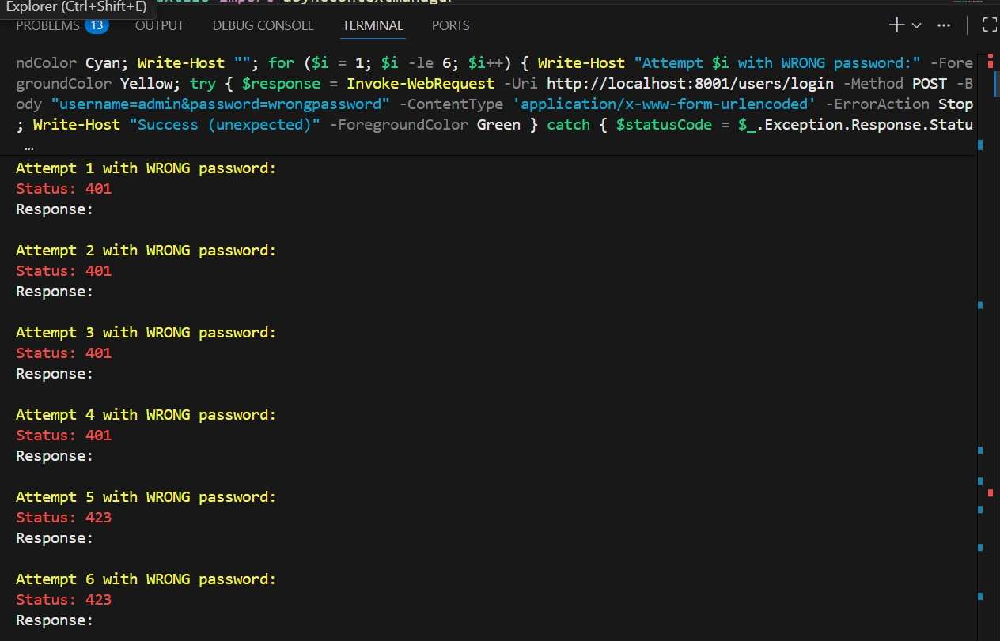 Explorer (Ctrl+Shift+E)
import asynccontextmanager
PROBLEMS 13 OUTPUT DEBUG CONSOLE TERMINAL PORTS
ndColor Cyan; Write-Host ""; for ($i = 1; $i -le 6; $i++) { Write-Host "Attempt $i with WRONG password:" -Fore
groundColor Yellow; try { $response = Invoke-WebRequest -Uri http://localhost:8001/users/login -Method POST -B
ody "username=admin&password=wrongpassword" -ContentType 'application/x-www-form-urlencoded' -ErrorAction Stop
; Write-Host "Success (unexpected)" -ForegroundColor Green } catch { $statusCode = $_.Exception.Response.Statu
…
Attempt 1 with WRONG password:
Status: 401
Response:
Attempt 2 with WRONG password:
Status: 401
Response:
Attempt 3 with WRONG password:
Status: 401
Response:
Attempt 4 with WRONG password:
Status: 401
Response:
Attempt 5 with WRONG password:
Status: 423
Response:
Attempt 6 with WRONG password:
Status: 423
Response: